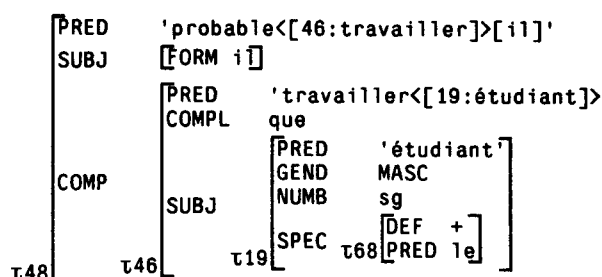 PRED 'probable<[46:travailler]>[il]'
SUBJ [FORM il]
PRED 'travailler<[19:étudiant]>
COMPL que
PRED 'étudiant'
GEND MASC
COMP
NUMB sg
SUBJ
DEF +
SPEC τ68 PRED le
τ48 τ46 τ19